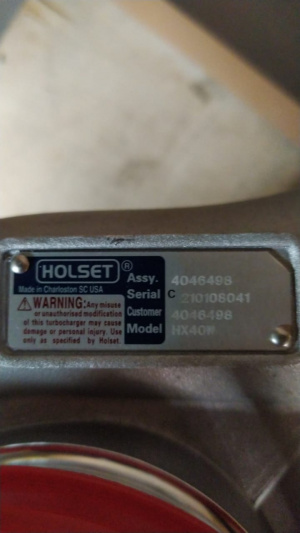 HOLSET ®
Made in Charleston SC USA
⚠ WARNING: Any misuse
or unauthorised modification
of this turbocharger may cause
damage or personal injury. Use
only as specified by Holset.
Assy. 4046498
Serial C 210106041
Customer 4046498
Model HX40W